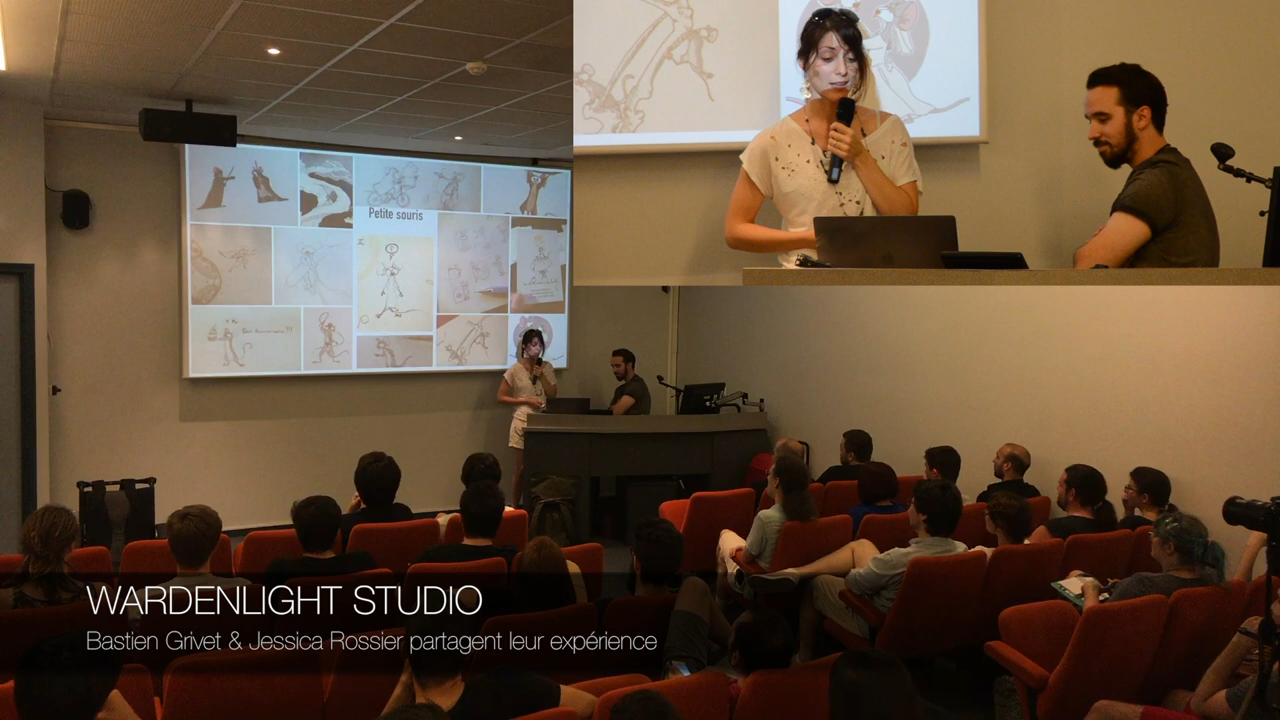 Petite souris
WARDENLIGHT STUDIO
Bastien Grivet & Jessica Rossier partagent leur expérience